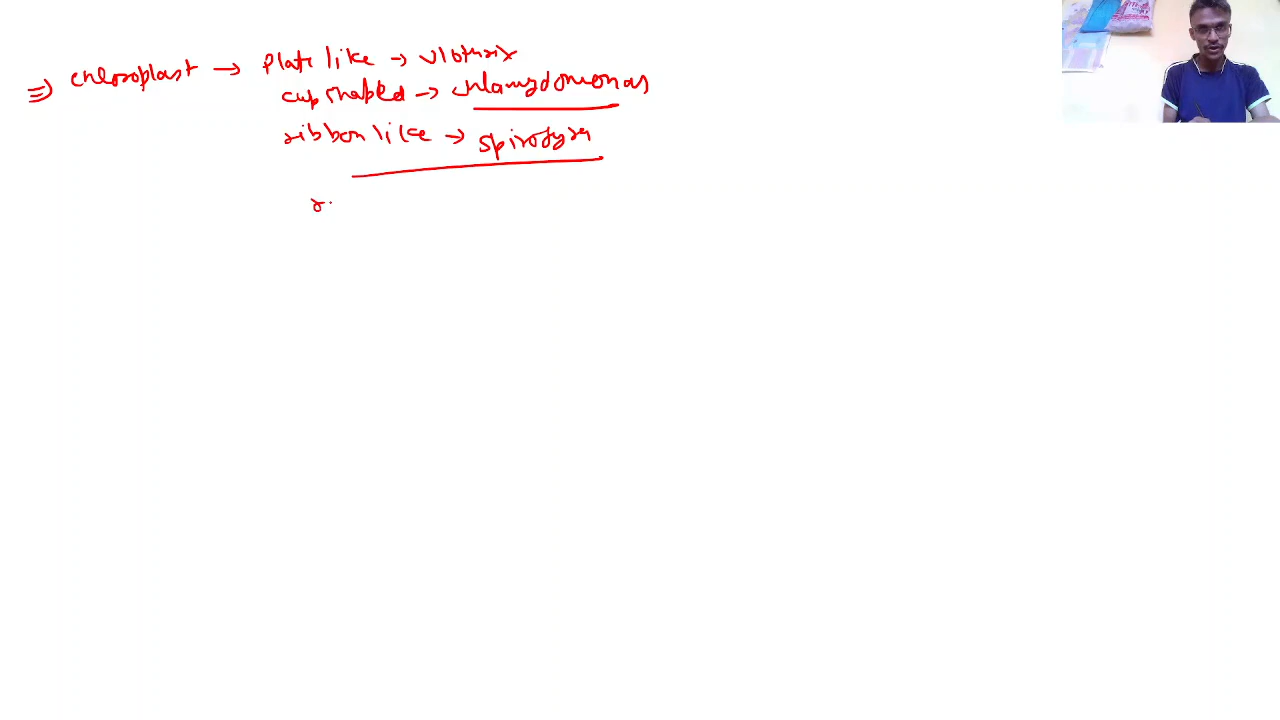 ⇒ chloroplast → plate like → Ulothrix
cup shaped → chlamydomonas
ribbon like → spirogyra
r.